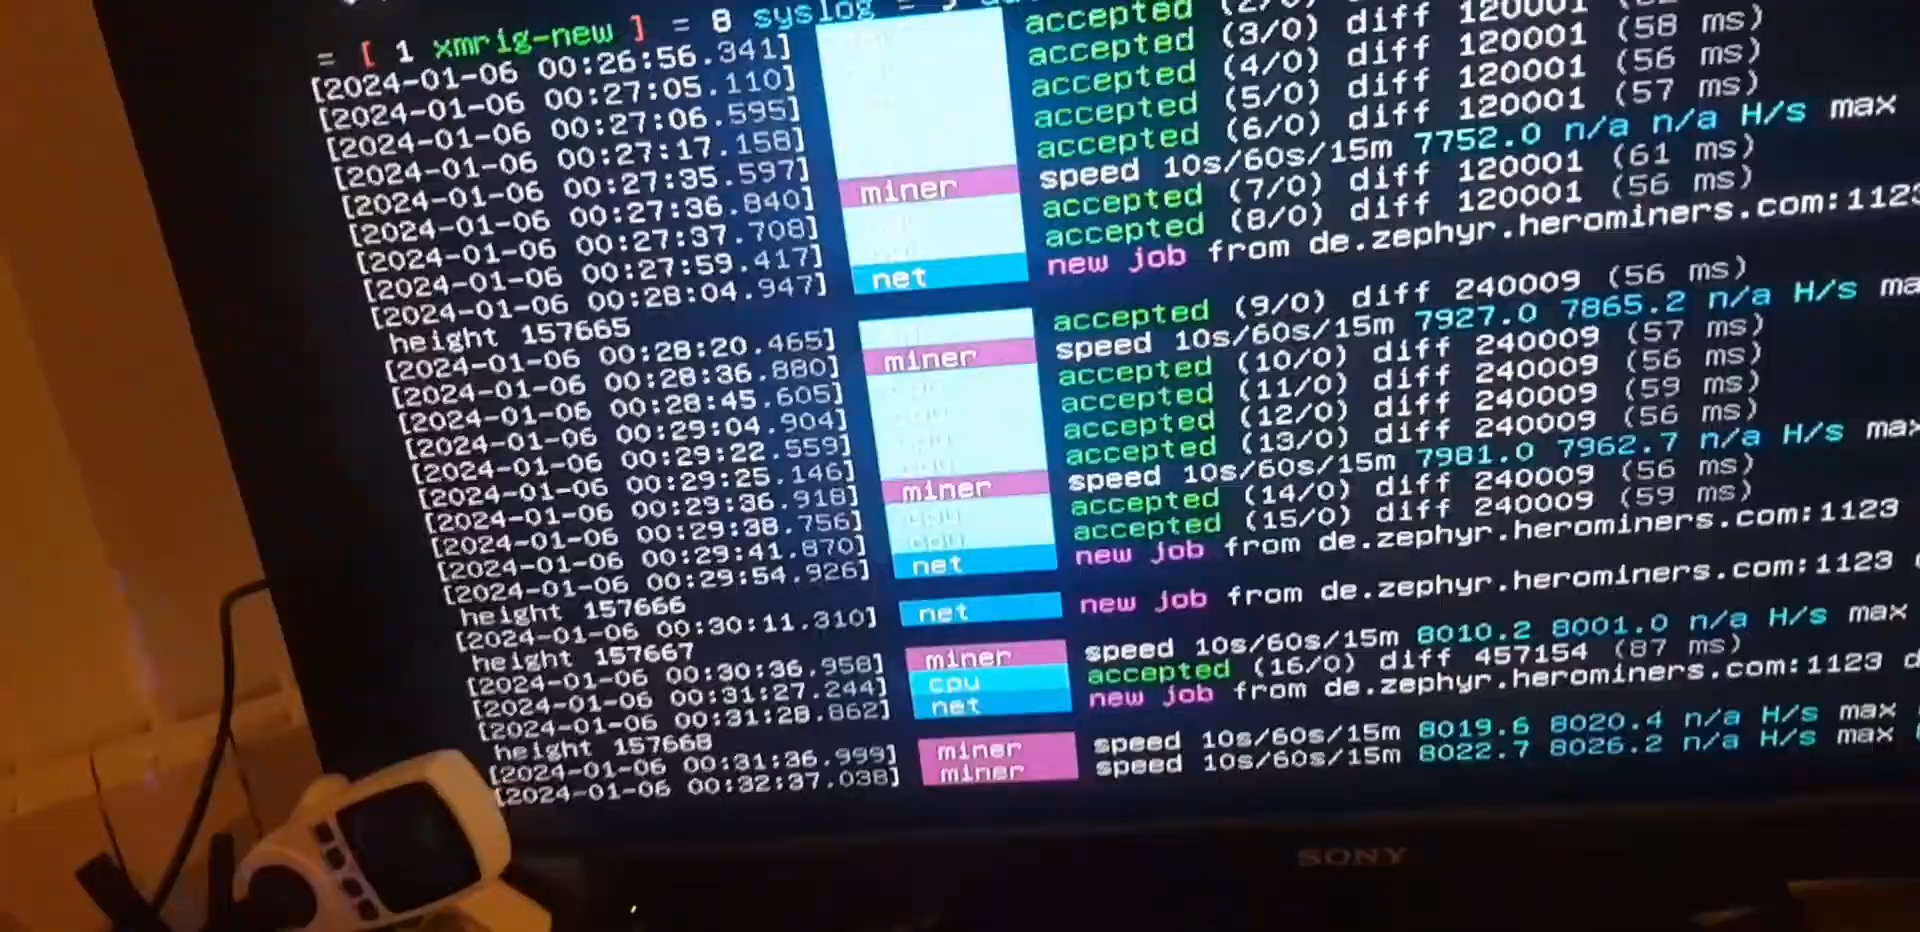 = [ 1 xmrig-new ] = 8 syslog =
[2024-01-06 00:26:56.341] accepted
[2024-01-06 00:27:05.110] accepted (3/0) diff 120001 (58 ms)
[2024-01-06 00:27:06.595] accepted (4/0) diff 120001 (56 ms)
[2024-01-06 00:27:17.158] accepted (5/0) diff 120001 (57 ms)
[2024-01-06 00:27:35.597] accepted (6/0) diff 120001
[2024-01-06 00:27:36.840] miner speed 10s/60s/15m 7752.0 n/a n/a H/s max
[2024-01-06 00:27:37.708] accepted (7/0) diff 120001 (61 ms)
[2024-01-06 00:27:59.417] accepted (8/0) diff 120001 (56 ms)
[2024-01-06 00:28:04.947] net new job from de.zephyr.herominers.com:1123
height 157665
[2024-01-06 00:28:20.465] accepted (9/0) diff 240009 (56 ms)
[2024-01-06 00:28:36.880] miner speed 10s/60s/15m 7927.0 7865.2 n/a H/s
[2024-01-06 00:28:45.605] accepted (10/0) diff 240009 (57 ms)
[2024-01-06 00:29:04.904] accepted (11/0) diff 240009 (56 ms)
[2024-01-06 00:29:22.559] accepted (12/0) diff 240009 (59 ms)
[2024-01-06 00:29:25.146] accepted (13/0) diff 240009 (56 ms)
[2024-01-06 00:29:36.918] miner speed 10s/60s/15m 7981.0 7962.7 n/a H/s max
[2024-01-06 00:29:38.756] cpu accepted (14/0) diff 240009 (56 ms)
[2024-01-06 00:29:41.870] cpu accepted (15/0) diff 240009 (59 ms)
[2024-01-06 00:29:54.926] net new job from de.zephyr.herominers.com:1123
height 157666
[2024-01-06 00:30:11.310] net new job from de.zephyr.herominers.com:1123
height 157667
[2024-01-06 00:30:36.958] miner speed 10s/60s/15m 8010.2 8001.0 n/a H/s max
[2024-01-06 00:31:27.244] cpu accepted (16/0) diff 457154 (87 ms)
[2024-01-06 00:31:28.862] net new job from de.zephyr.herominers.com:1123 d
height 157668
[2024-01-06 00:31:36.999] miner speed 10s/60s/15m 8019.6 8020.4 n/a H/s max
[2024-01-06 00:32:37.038] miner speed 10s/60s/15m 8022.7 8026.2 n/a H/s max
SONY